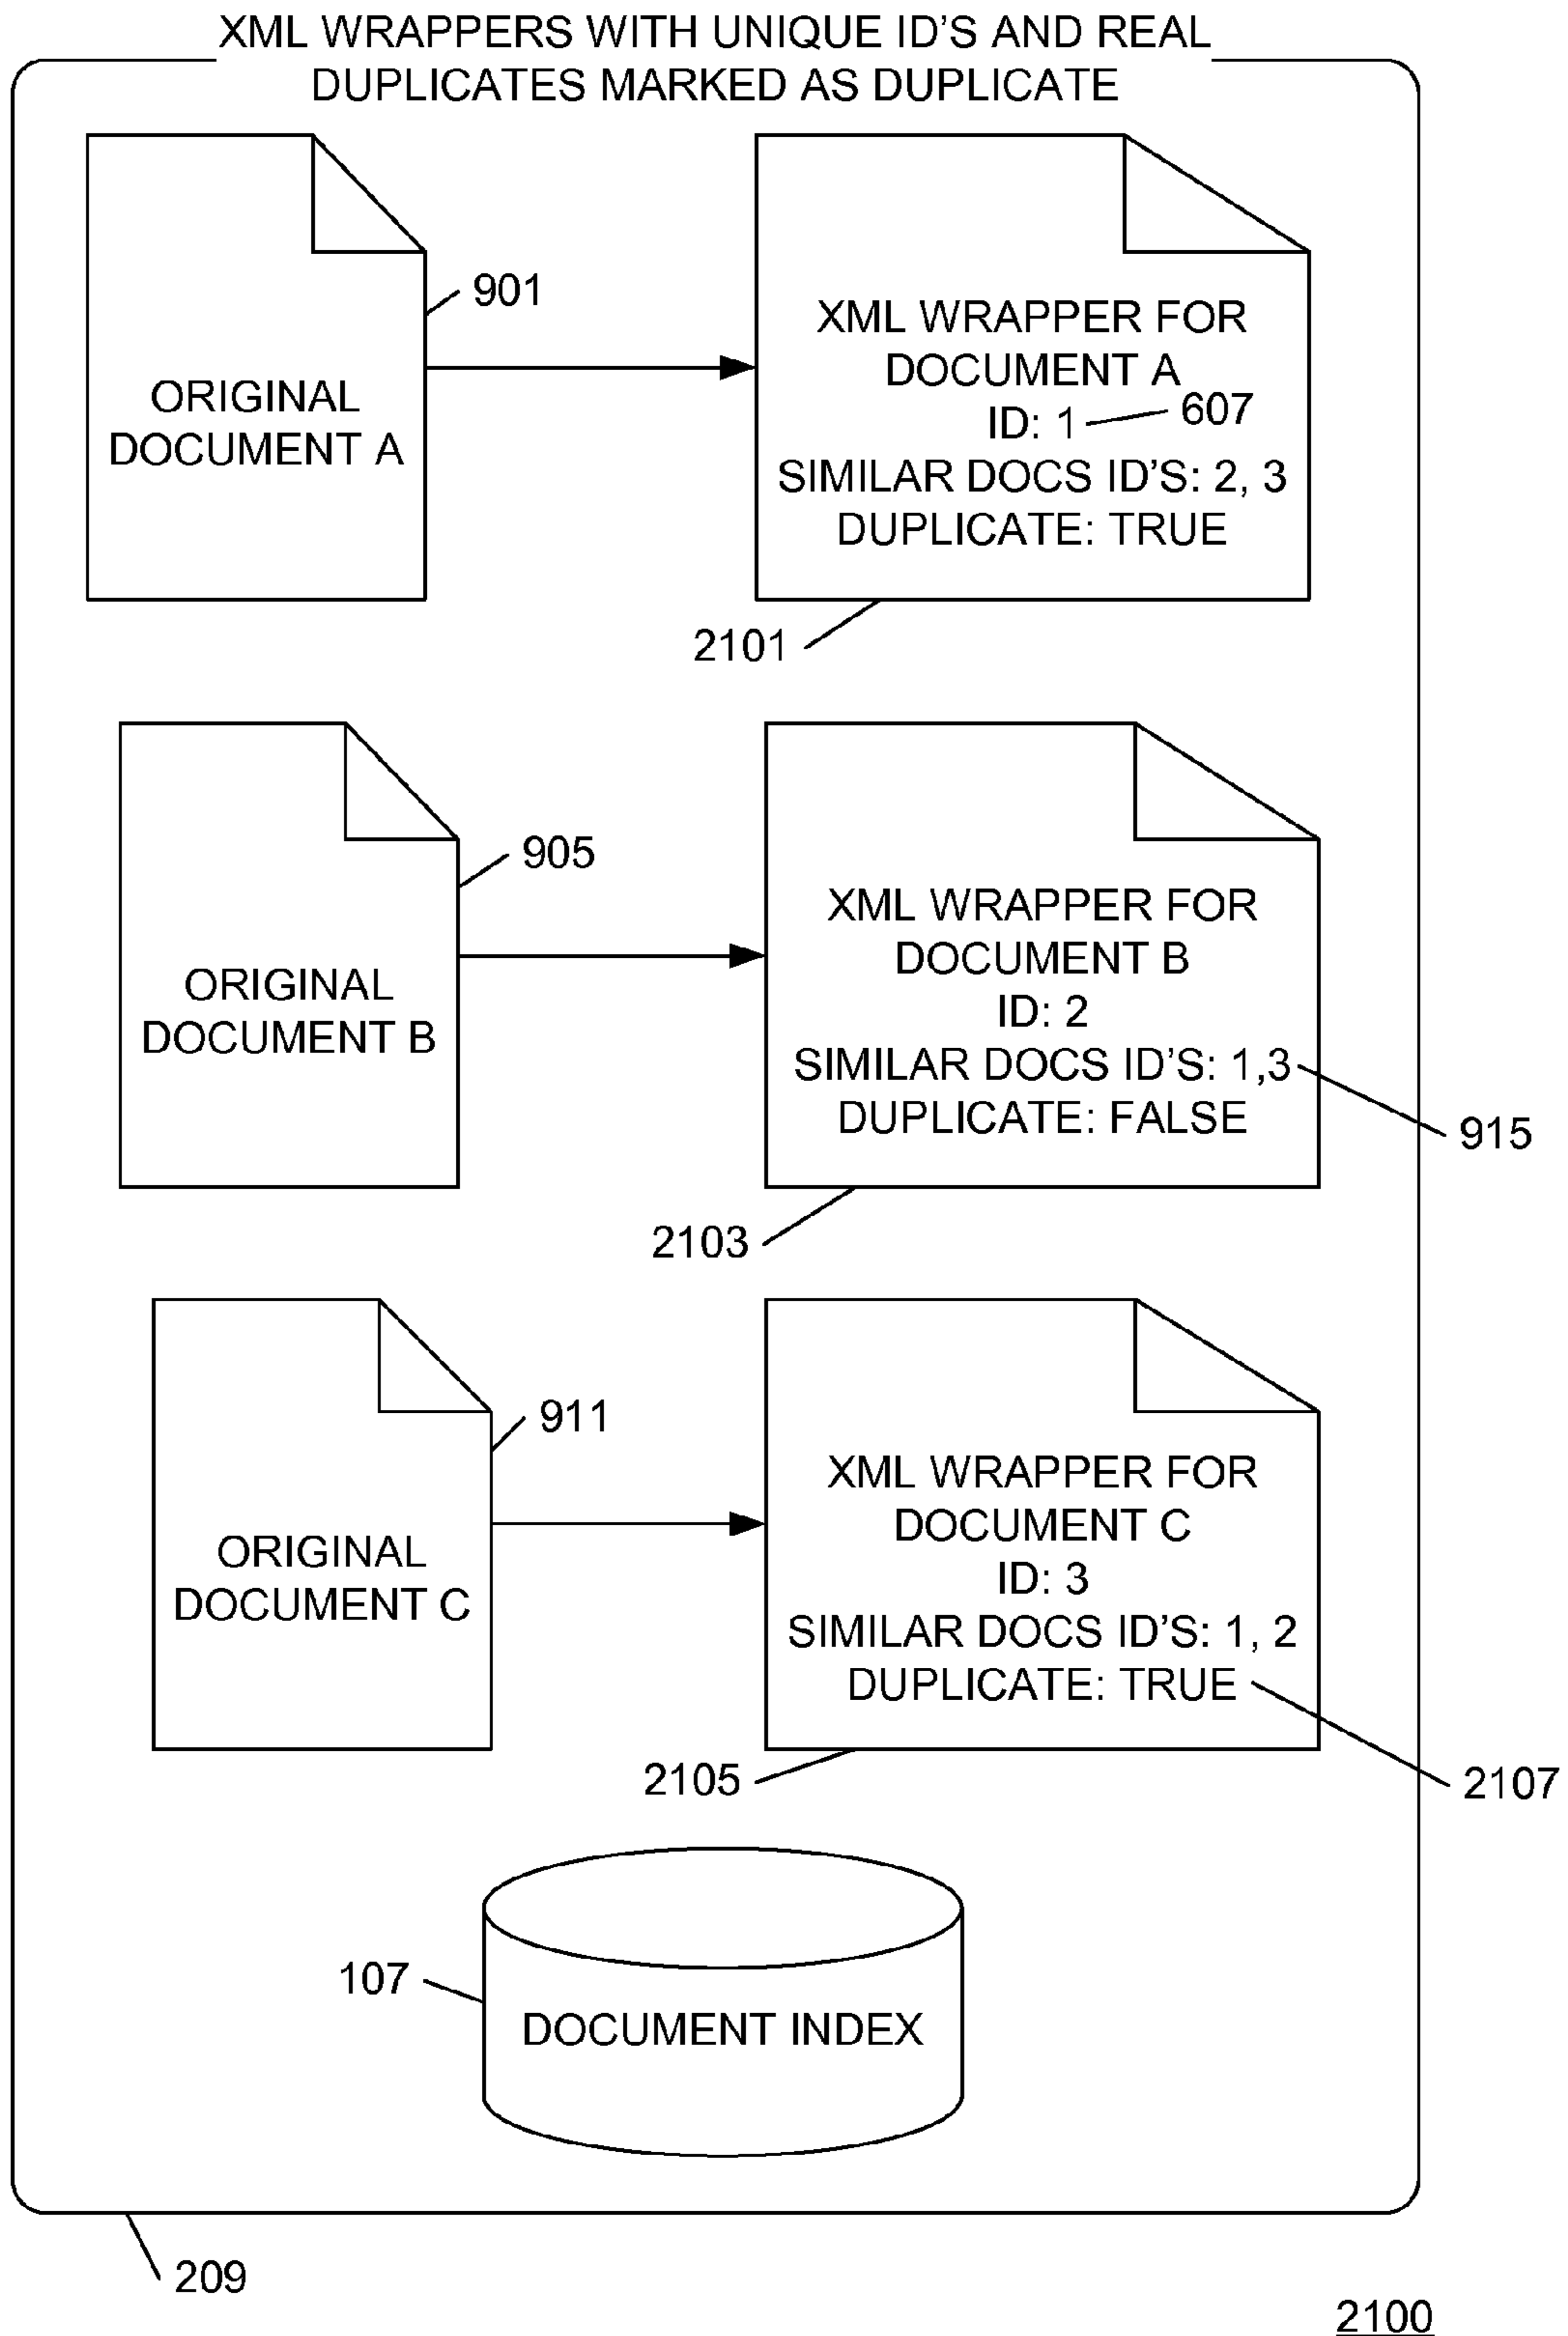 XML WRAPPERS WITH UNIQUE ID'S AND REAL
DUPLICATES MARKED AS DUPLICATE
901
ORIGINAL
DOCUMENT A
XML WRAPPER FOR
DOCUMENT A
ID: 1
607
SIMILAR DOCS ID'S: 2, 3
DUPLICATE: TRUE
2101
905
ORIGINAL
DOCUMENT B
XML WRAPPER FOR
DOCUMENT B
ID: 2
SIMILAR DOCS ID'S: 1,3
DUPLICATE: FALSE
915
2103
911
ORIGINAL
DOCUMENT C
XML WRAPPER FOR
DOCUMENT C
ID: 3
SIMILAR DOCS ID'S: 1, 2
DUPLICATE: TRUE
2105
2107
107
DOCUMENT INDEX
209
2100